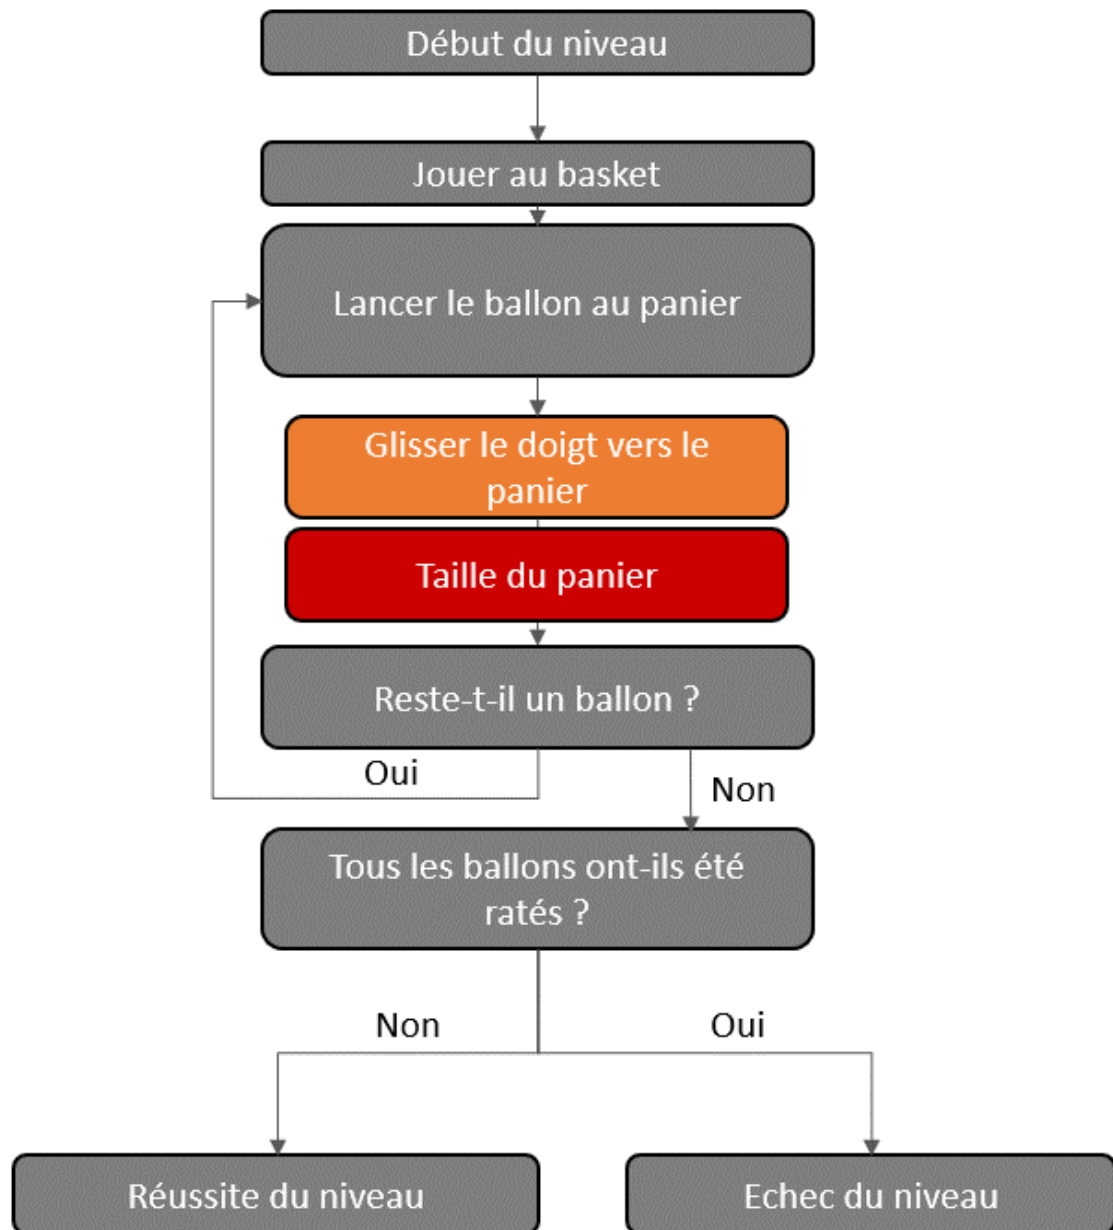 Début du niveau
Jouer au basket
Lancer le ballon au panier
Glisser le doigt vers le
panier
Taille du panier
Reste-t-il un ballon ?
Oui
Non
Tous les ballons ont-ils été
ratés ?
Non
Oui
Réussite du niveau
Echec du niveau